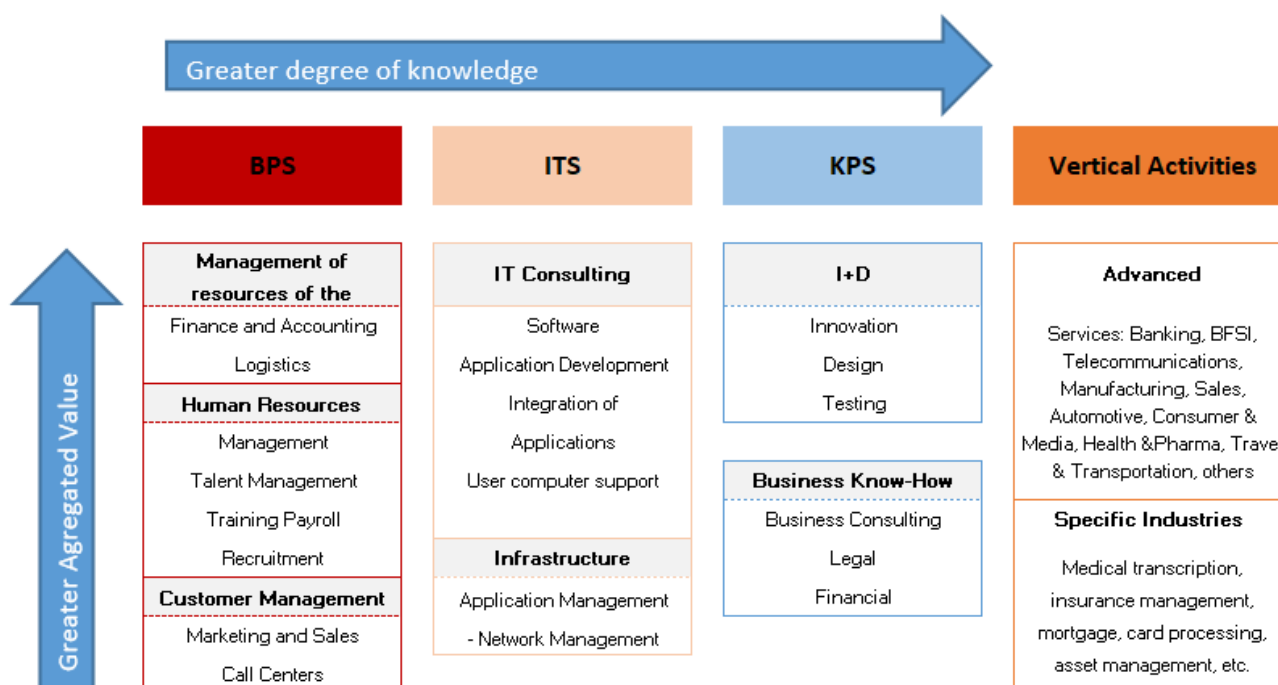 Greater degree of knowledge
BPS
ITS
KPS
Vertical Activities
Greater Agregated Value
Management of
resources of the
Finance and Accounting
Logistics
Human Resources
Management
Talent Management
Training Payroll
Recruitment
Customer Management
Marketing and Sales
Call Centers
IT Consulting
Software
Application Development
Integration of
Applications
User computer support
Infrastructure
Application Management
- Network Management
I+D
Innovation
Design
Testing
Business Know-How
Business Consulting
Legal
Financial
Advanced
Services: Banking, BFSI,
Telecommunications,
Manufacturing, Sales,
Automotive, Consumer &
Media, Health &Pharma, Trave
& Transportation, others
Specific Industries
Medical transcription,
insurance management,
mortgage, card processing,
asset management, etc.